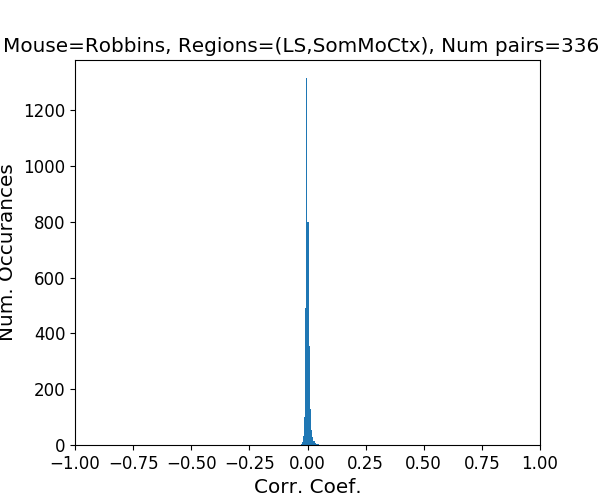 Mouse=Robbins, Regions=(LS,SomMoCtx), Num pairs=336
1200
1000
800
600
400
200
0
Num. Occurances
−1.00 −0.75 −0.50 −0.25 0.00 0.25 0.50 0.75 1.00
Corr. Coef.